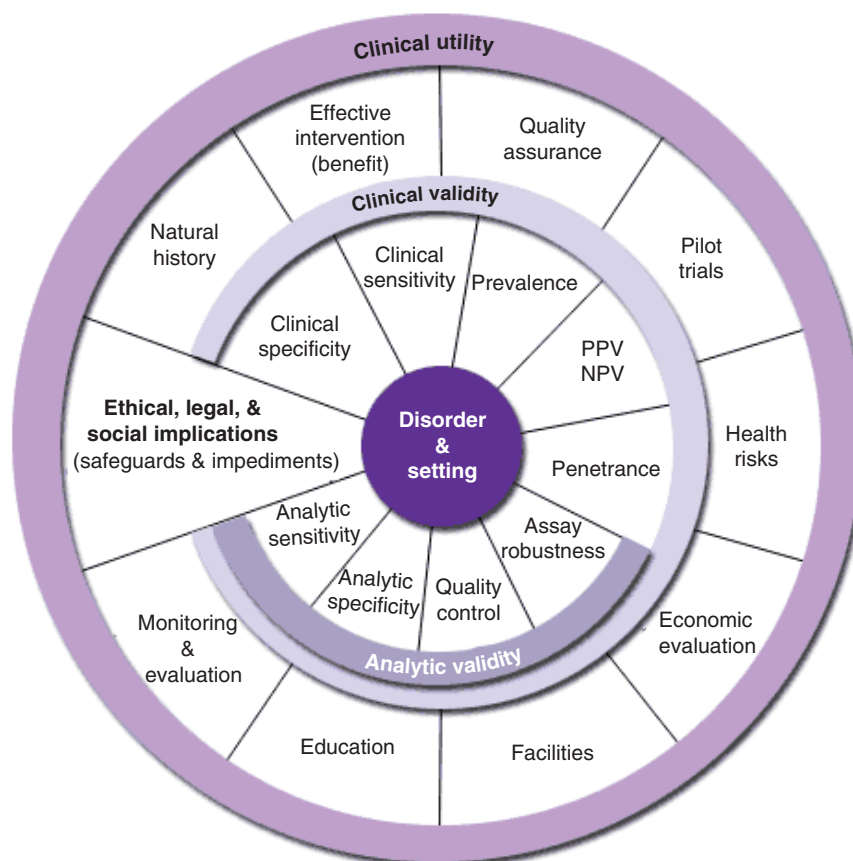 Clinical utility
Effective
intervention
(benefit)
Quality
assurance
Natural
history
Pilot
trials
Clinical validity
Clinical
sensitivity
Prevalence
Clinical
specificity
PPV
NPV
Ethical, legal, &
social implications
(safeguards & impediments)
Disorder
&
setting
Health
risks
Penetrance
Analytic
sensitivity
Assay
robustness
Analytic
specificity
Quality
control
Analytic validity
Monitoring
&
evaluation
Economic
evaluation
Education
Facilities